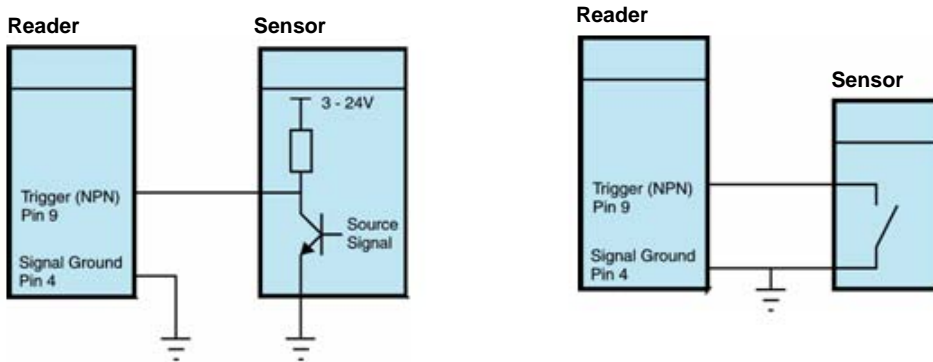 Reader
Sensor
3 - 24V
Trigger (NPN)
Pin 9
Source
Signal
Signal Ground
Pin 4
Reader
Sensor
Trigger (NPN)
Pin 9
Signal Ground
Pin 4